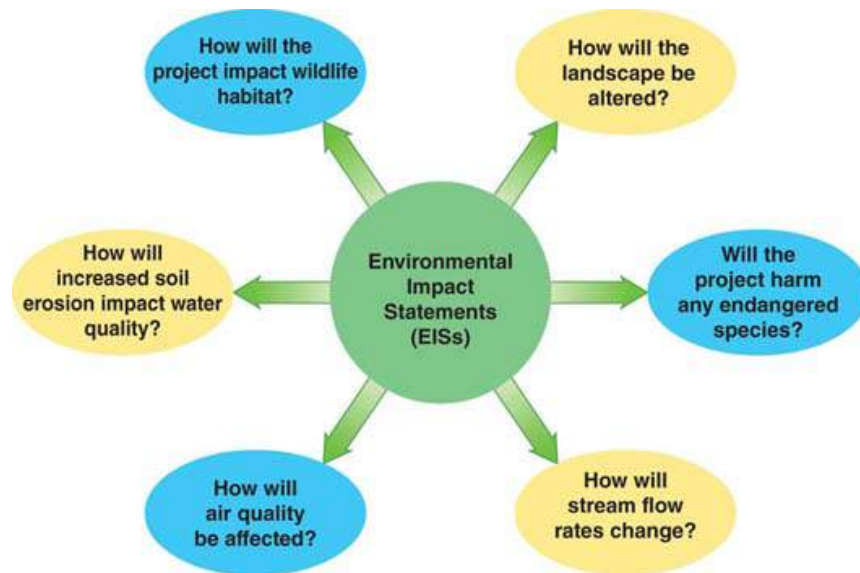 How will the
project impact wildlife
habitat?
How will the
landscape be
altered?
How will
increased soil
erosion impact water
quality?
Environmental
Impact
Statements
(EISs)
Will the
project harm
any endangered
species?
How will
air quality
be affected?
How will
stream flow
rates change?